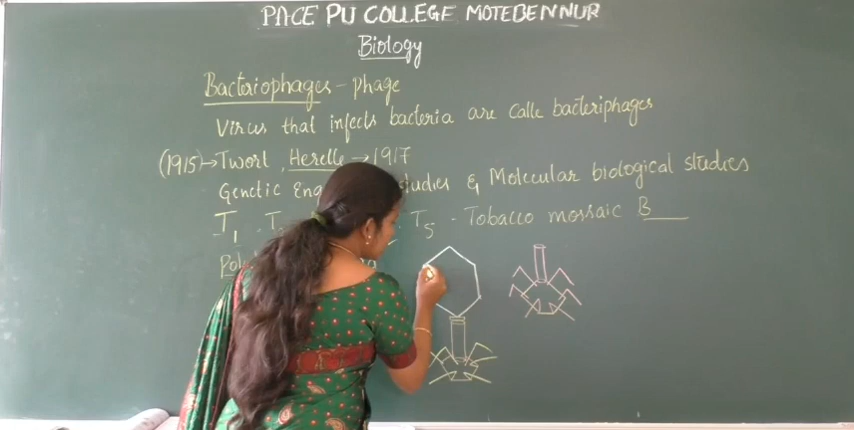 PACE PU COLLEGE MOTEBENNUR
Biology
Bacteriophages - phage
Virus that infects bacteria are calle bacteriphages
(1915)→Twort, Herelle → 1917
Genetic Eng tudies & Molecular biological studies
T1, T T5 - Tobacco mossaic B
Pol